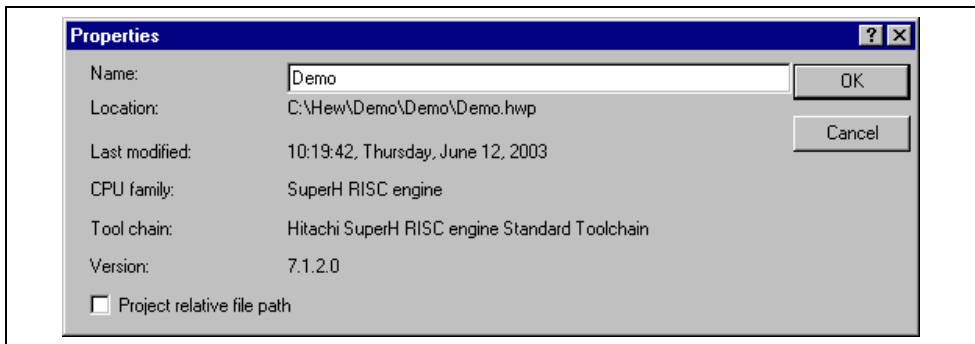 Properties
Name: Demo OK
Location: C:\Hew\Demo\Demo\Demo.hwp
Cancel
Last modified: 10:19:42, Thursday, June 12, 2003
CPU family: SuperH RISC engine
Tool chain: Hitachi SuperH RISC engine Standard Toolchain
Version: 7.1.2.0
Project relative file path